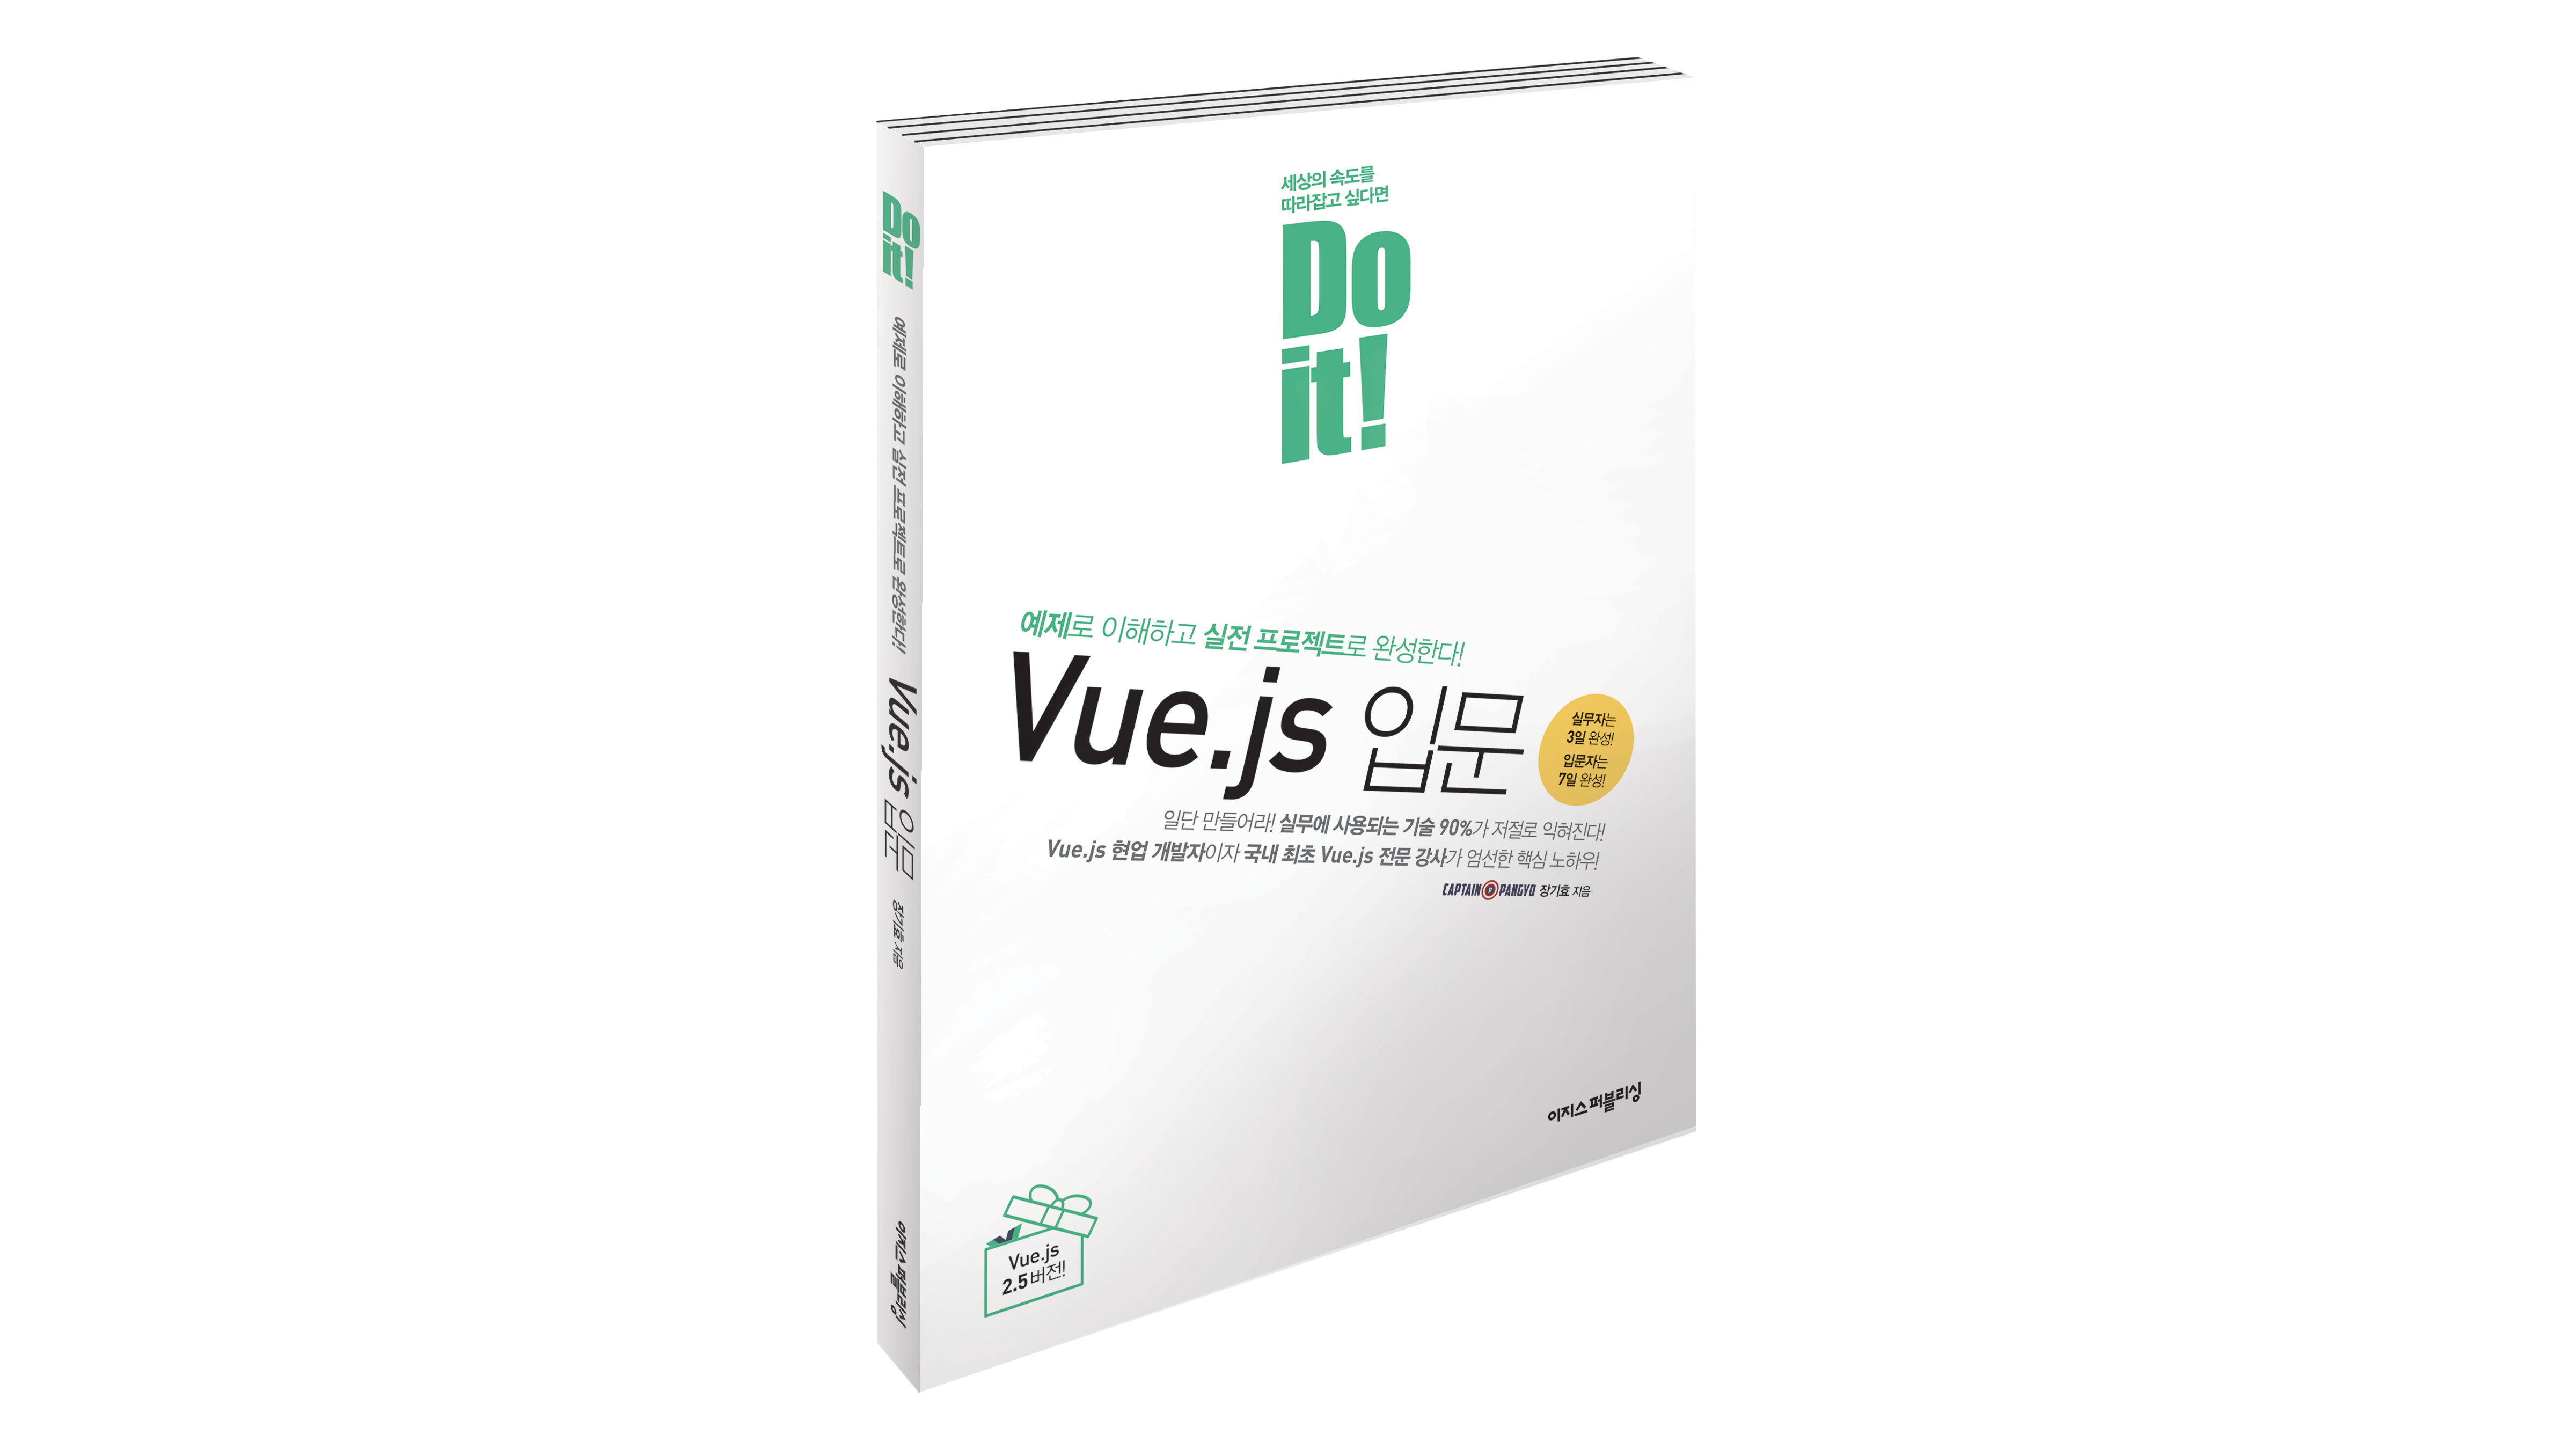 세상의 속도를
따라잡고 싶다면
Do
it!
예제로 이해하고 실전 프로젝트로 완성한다!
Vue.js 입문
실무자는
3일 완성!
입문자는
7일 완성!
일단 만들어라! 실무에 사용되는 기술 90%가 저절로 익혀진다!
Vue.js 현업 개발자이자 국내 최초 Vue.js 전문 강사가 엄선한 핵심 노하우!
CAPTAIN P PANGYO 장기효 지음
이지스퍼블리싱
Vue.js
2.5 버전!
Do
it!
예제로 이해하고 실전 프로젝트로 완성한다!
Vue.js 입문
장기효 지음
이지스퍼블리싱